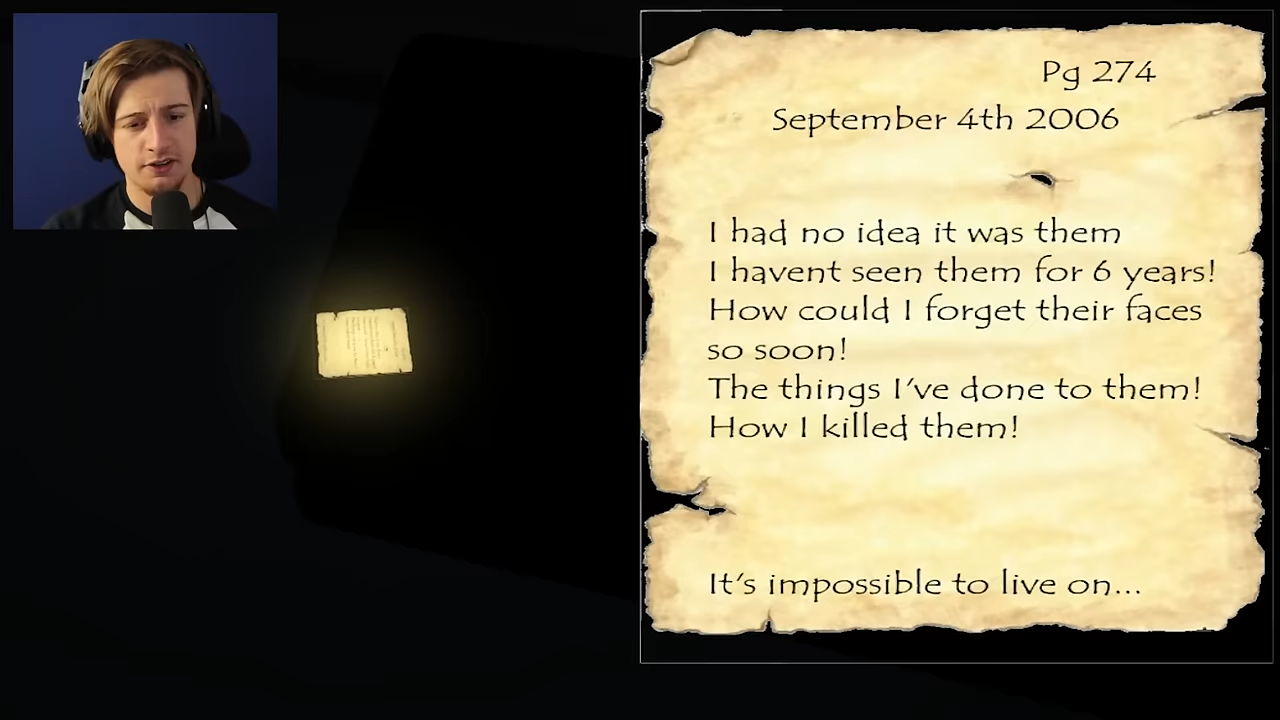 Pg 274
September 4th 2006
I had no idea it was them
I havent seen them for 6 years!
How could I forget their faces
so soon!
The things I've done to them!
How I killed them!
It's impossible to live on...